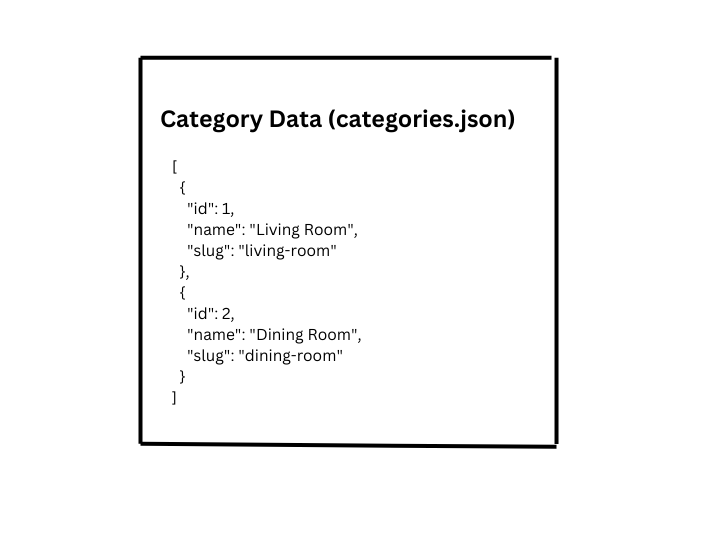 Category Data (categories.json)
[
  {
    "id": 1,
    "name": "Living Room",
    "slug": "living-room"
  },
  {
    "id": 2,
    "name": "Dining Room",
    "slug": "dining-room"
  }
]